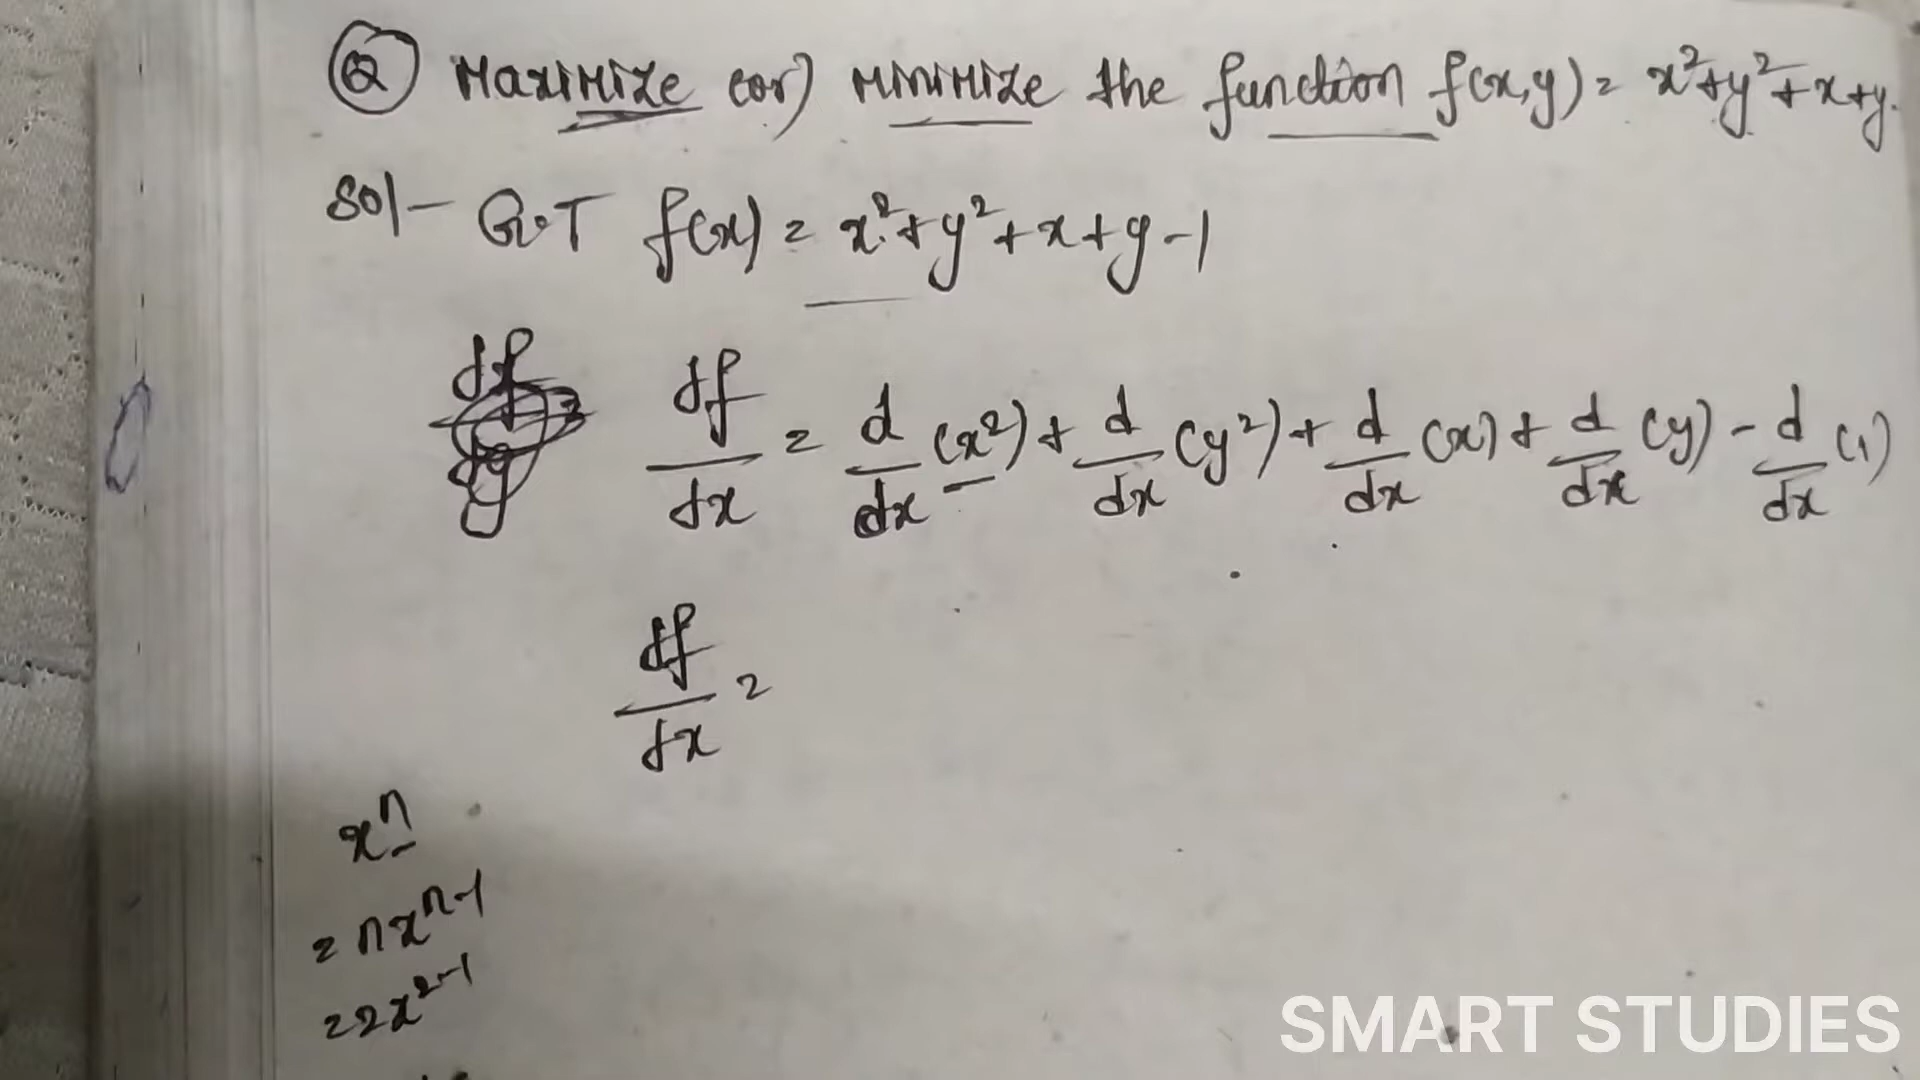 Q Maximize (or) minimize the function f(x,y) = x²+y²+x+y.
Sol- G.T f(x) = x²+y²+x+y-1
df/dx = d/dx (x²) + d/dx (y²) + d/dx (x) + d/dx (y) - d/dx (1)
df/dx =
xⁿ
= nxⁿ⁻¹
= 2x²⁻¹
SMART STUDIES